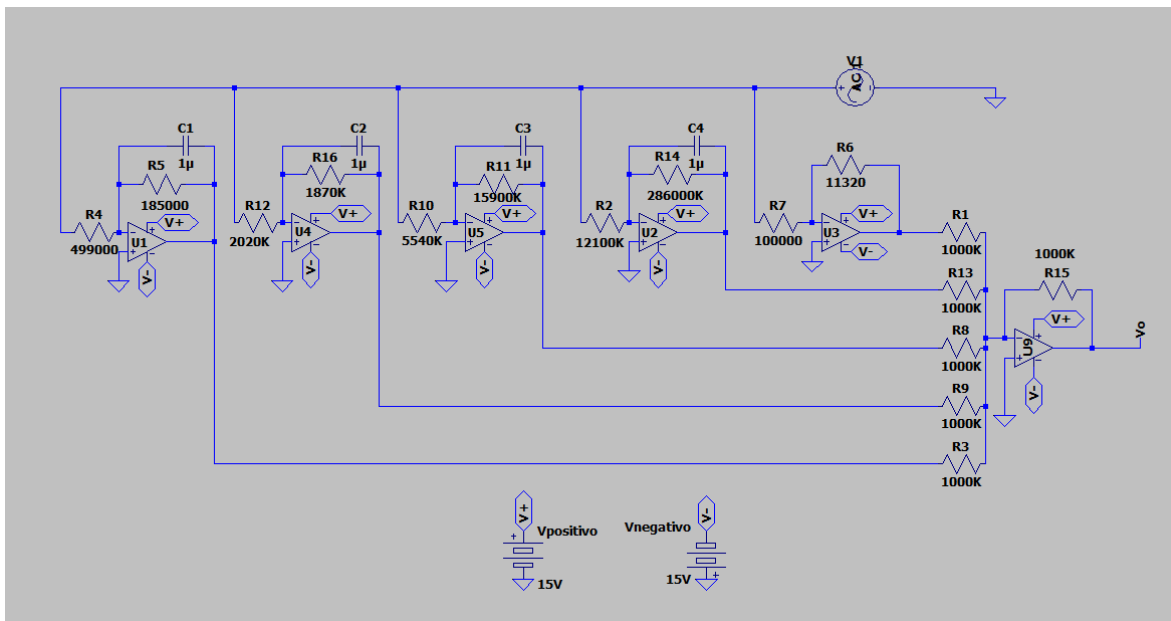 V1
AC 1
C1
1µ
R5
185000
R4
499000
U1
V+
V-
C2
1µ
R16
1870K
R12
2020K
U4
V+
V-
C3
1µ
R11
15900K
R10
5540K
U5
V+
V-
C4
1µ
R14
286000K
R2
12100K
U2
V+
V-
R6
11320
R7
100000
U3
V+
V-
R1
1000K
R13
1000K
R8
1000K
R9
1000K
R3
1000K
1000K
R15
U9
V+
V-
Vo
V+
Vpositivo
15V
Vnegativo
V-
15V